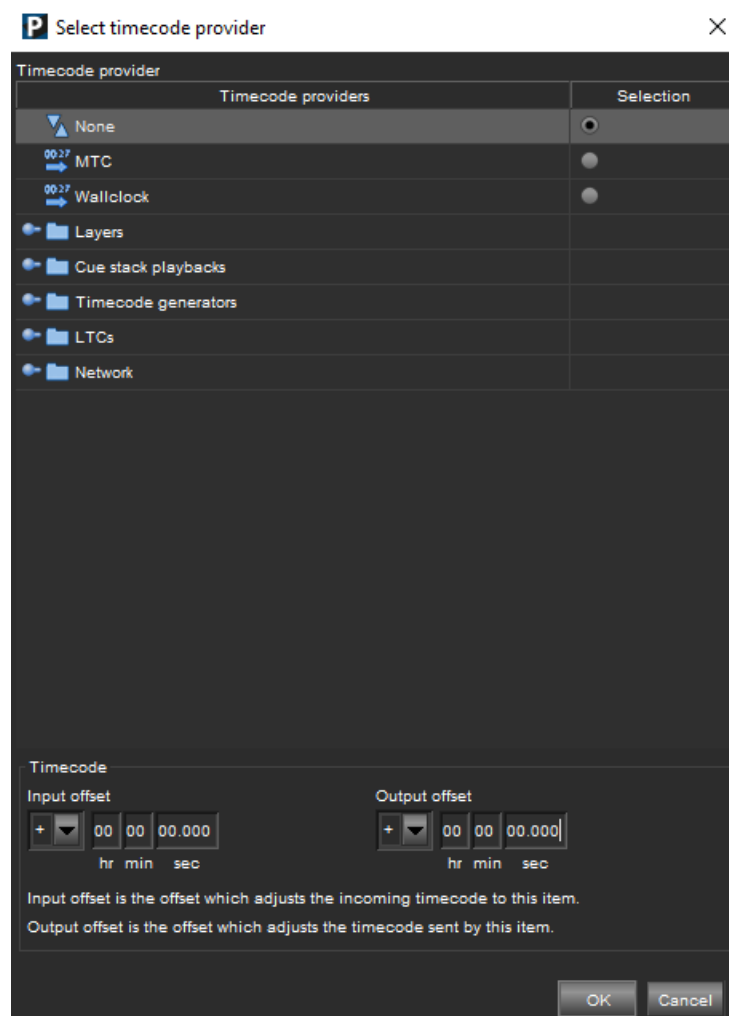 P Select timecode provider
Timecode provider
Timecode providers Selection
None
00:27 MTC
00:27 Wallclock
Layers
Cue stack playbacks
Timecode generators
LTCs
Network
Timecode
Input offset Output offset
+ 00 00 00.000 + 00 00 00.000
hr min sec hr min sec
Input offset is the offset which adjusts the incoming timecode to this item.
Output offset is the offset which adjusts the timecode sent by this item.
OK Cancel